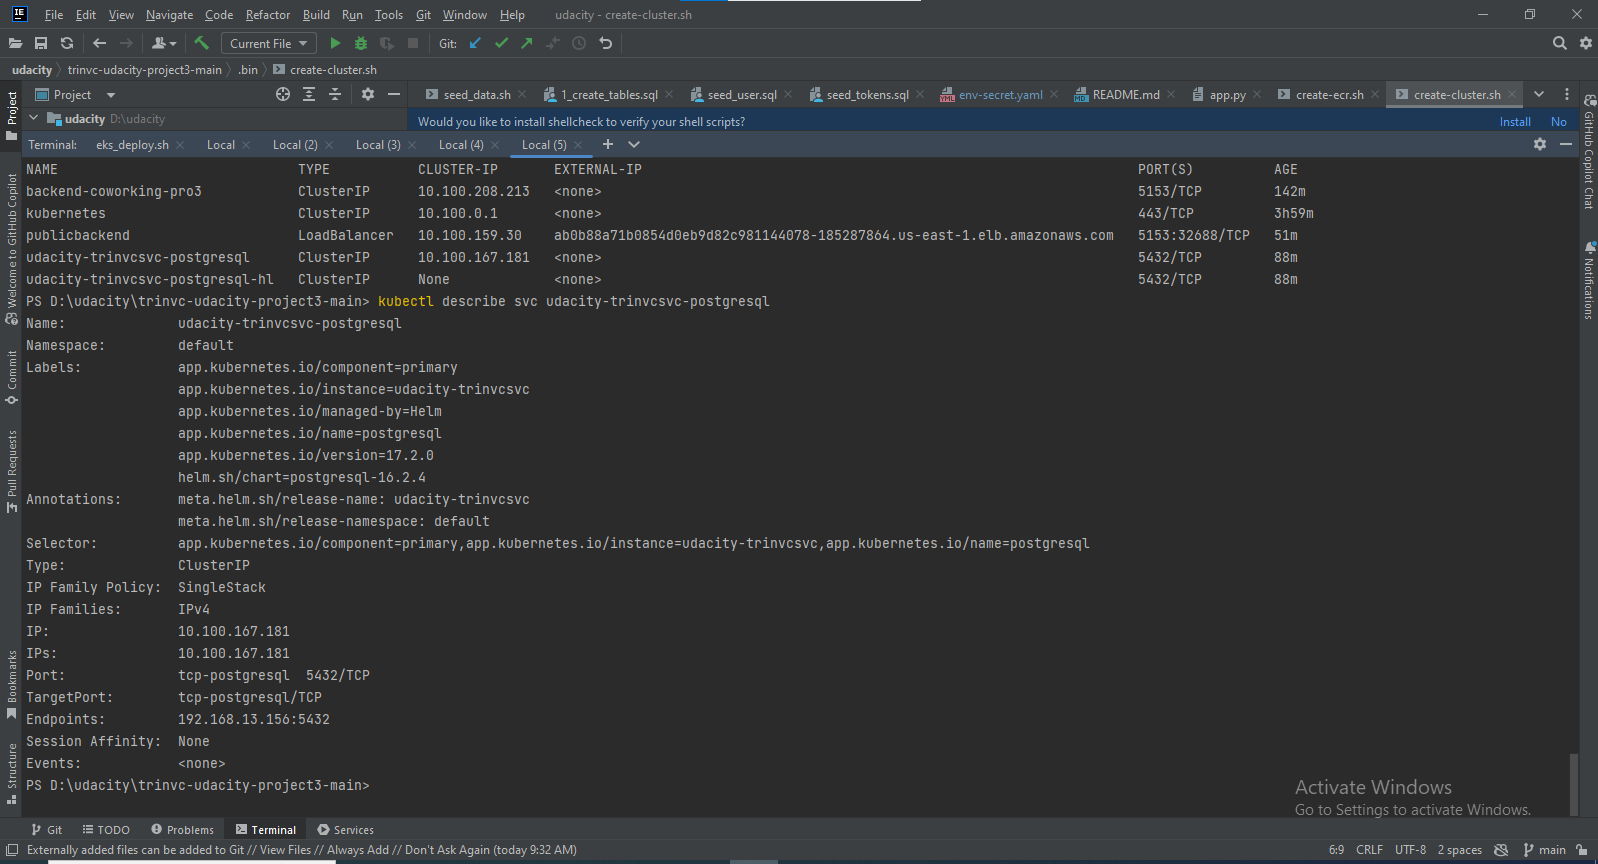 File Edit View Navigate Code Refactor Build Run Tools Git Window Help udacity - create-cluster.sh
Current File Git:
udacity trinvc-udacity-project3-main .bin create-cluster.sh
Project seed_data.sh 1_create_tables.sql seed_user.sql seed_tokens.sql env-secret.yaml README.md app.py create-ecr.sh create-cluster.sh
udacity D:\udacity
Would you like to install shellcheck to verify your shell scripts? Install No
Terminal: eks_deploy.sh Local Local (2) Local (3) Local (4) Local (5)
NAME TYPE CLUSTER-IP EXTERNAL-IP PORT(S) AGE
backend-coworking-pro3 ClusterIP 10.100.208.213 <none> 5153/TCP 142m
kubernetes ClusterIP 10.100.0.1 <none> 443/TCP 3h59m
publicbackend LoadBalancer 10.100.159.30 ab0b88a71b0854d0eb9d82c981144078-185287864.us-east-1.elb.amazonaws.com 5153:32688/TCP 51m
udacity-trinvcsvc-postgresql ClusterIP 10.100.167.181 <none> 5432/TCP 88m
udacity-trinvcsvc-postgresql-hl ClusterIP None <none> 5432/TCP 88m
PS D:\udacity\trinvc-udacity-project3-main> kubectl describe svc udacity-trinvcsvc-postgresql
Name: udacity-trinvcsvc-postgresql
Namespace: default
Labels: app.kubernetes.io/component=primary
app.kubernetes.io/instance=udacity-trinvcsvc
app.kubernetes.io/managed-by=Helm
app.kubernetes.io/name=postgresql
app.kubernetes.io/version=17.2.0
helm.sh/chart=postgresql-16.2.4
Annotations: meta.helm.sh/release-name: udacity-trinvcsvc
meta.helm.sh/release-namespace: default
Selector: app.kubernetes.io/component=primary,app.kubernetes.io/instance=udacity-trinvcsvc,app.kubernetes.io/name=postgresql
Type: ClusterIP
IP Family Policy: SingleStack
IP Families: IPv4
IP: 10.100.167.181
IPs: 10.100.167.181
Port: tcp-postgresql 5432/TCP
TargetPort: tcp-postgresql/TCP
Endpoints: 192.168.13.156:5432
Session Affinity: None
Events: <none>
PS D:\udacity\trinvc-udacity-project3-main>
Activate Windows
Go to Settings to activate Windows.
Project
Welcome to GitHub Copilot
Commit
Pull Requests
Bookmarks
Structure
GitHub Copilot Chat
Notifications
Git TODO Problems Terminal Services
Externally added files can be added to Git // View Files // Always Add // Don't Ask Again (today 9:32 AM) 6:9 CRLF UTF-8 2 spaces main